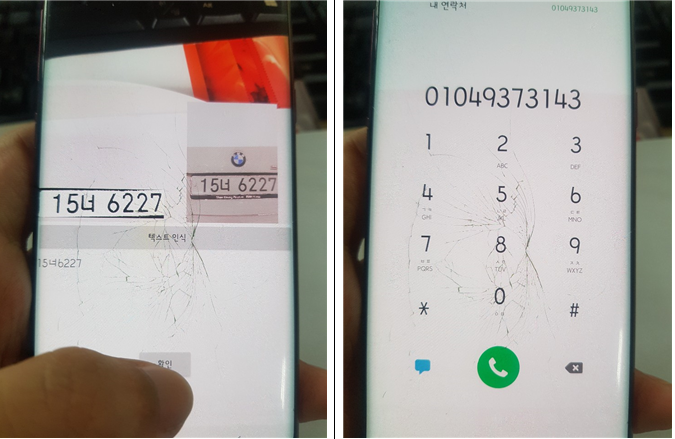 15너 6227
15너 6227
텍스트 인식
15너6227
확인
내 연락처
01049373143
01049373143
1 2 3
ABC DEF
4 5 6
GHI MNO
7 8 9
PQRS TUV WXYZ
* 0 #